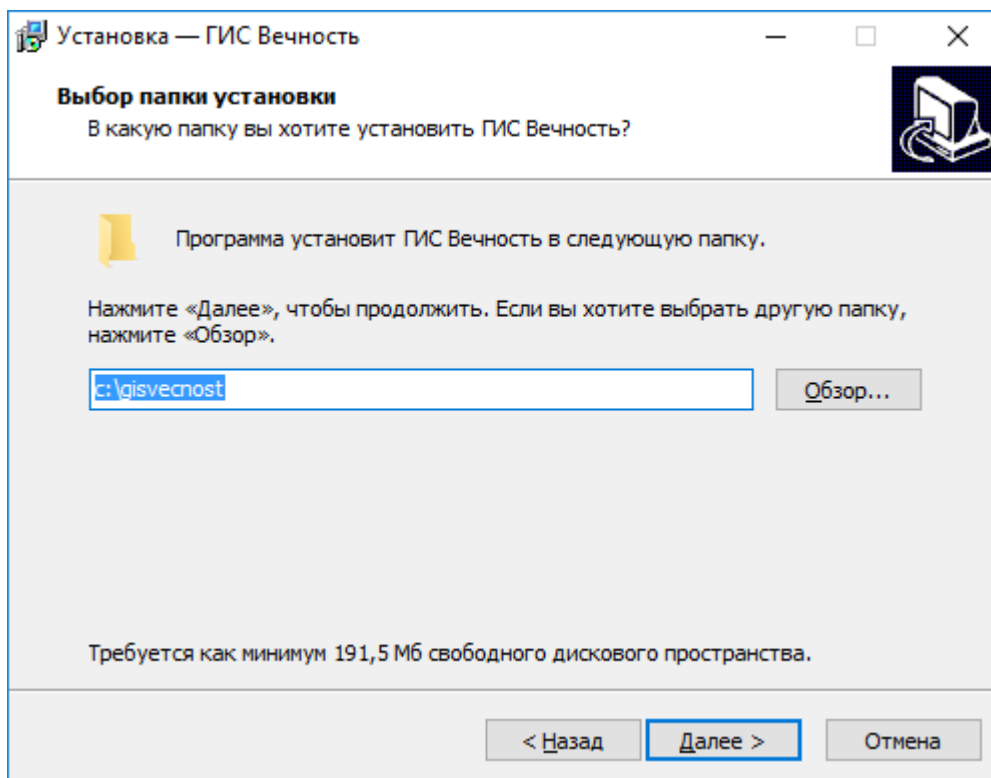 Установка — ГИС Вечность
Выбор папки установки
В какую папку вы хотите установить ГИС Вечность?
Программа установит ГИС Вечность в следующую папку.
Нажмите «Далее», чтобы продолжить. Если вы хотите выбрать другую папку,
нажмите «Обзор».
c:\gisvecnost
Обзор...
Требуется как минимум 191,5 Мб свободного дискового пространства.
< Назад
Далее >
Отмена